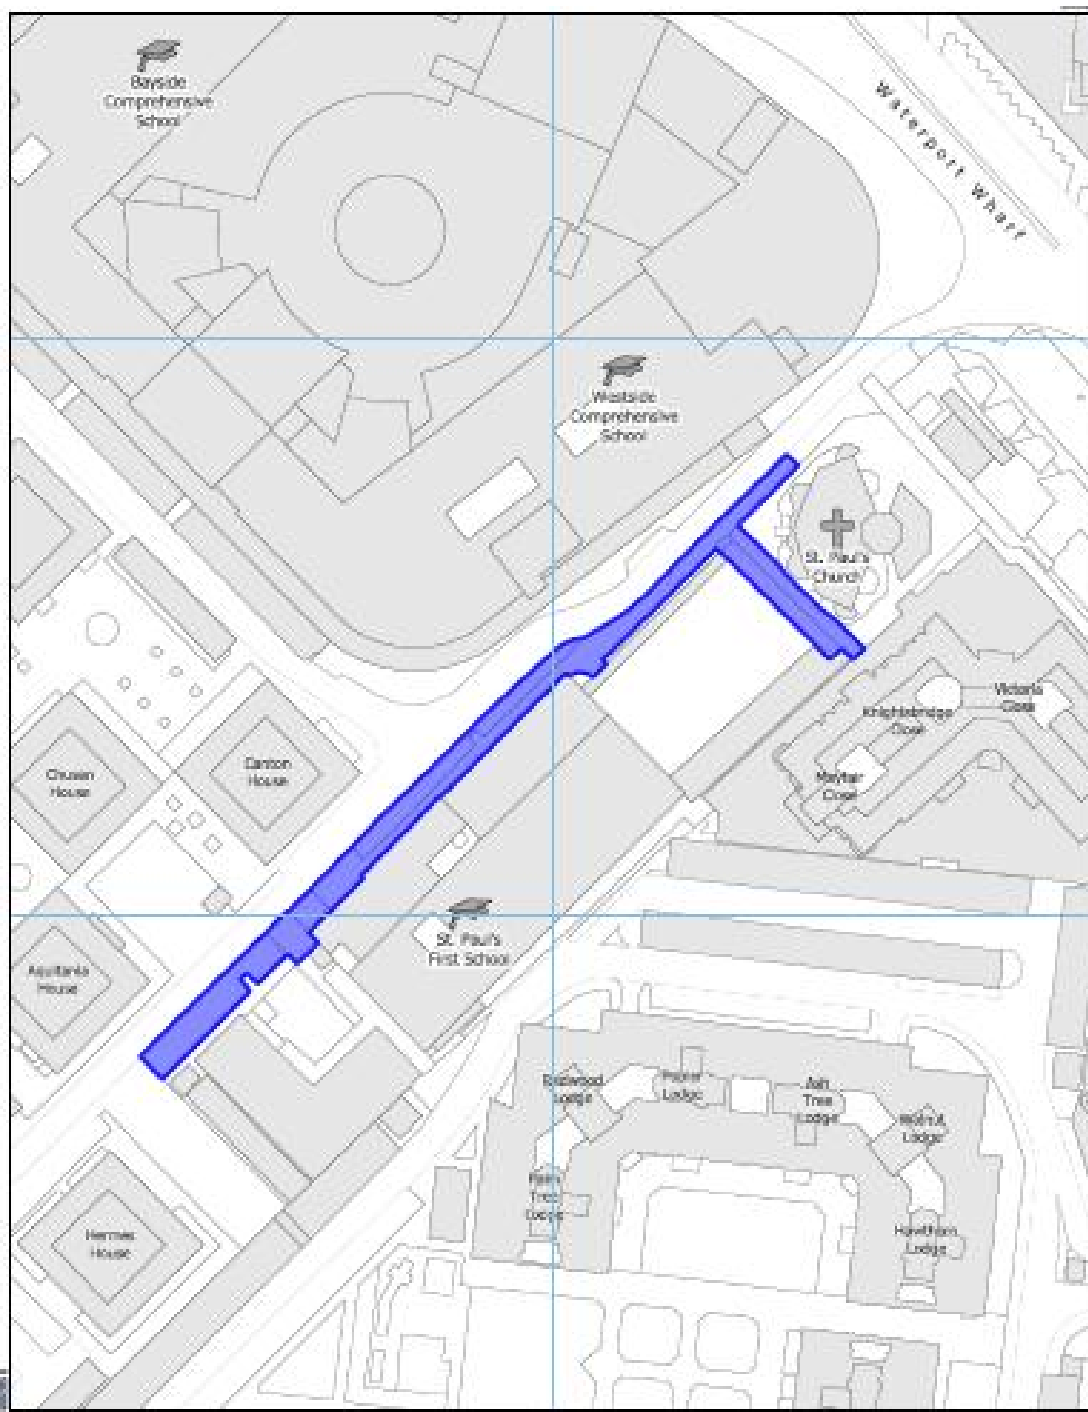 Bayside
Comprehensive
School
Waterport Wharf
Westside
Comprehensive
School
St. Paul's
Church
Victoria
Close
Knightsbridge
Close
Mayfair
Close
Chusan
House
Canton
House
St. Paul's
First School
Aquitania
House
Poplar
Lodge
Ash
Tree
Lodge
Walnut
Lodge
Palm
Tree
Lodge
Hawthorn
Lodge
Hermes
House